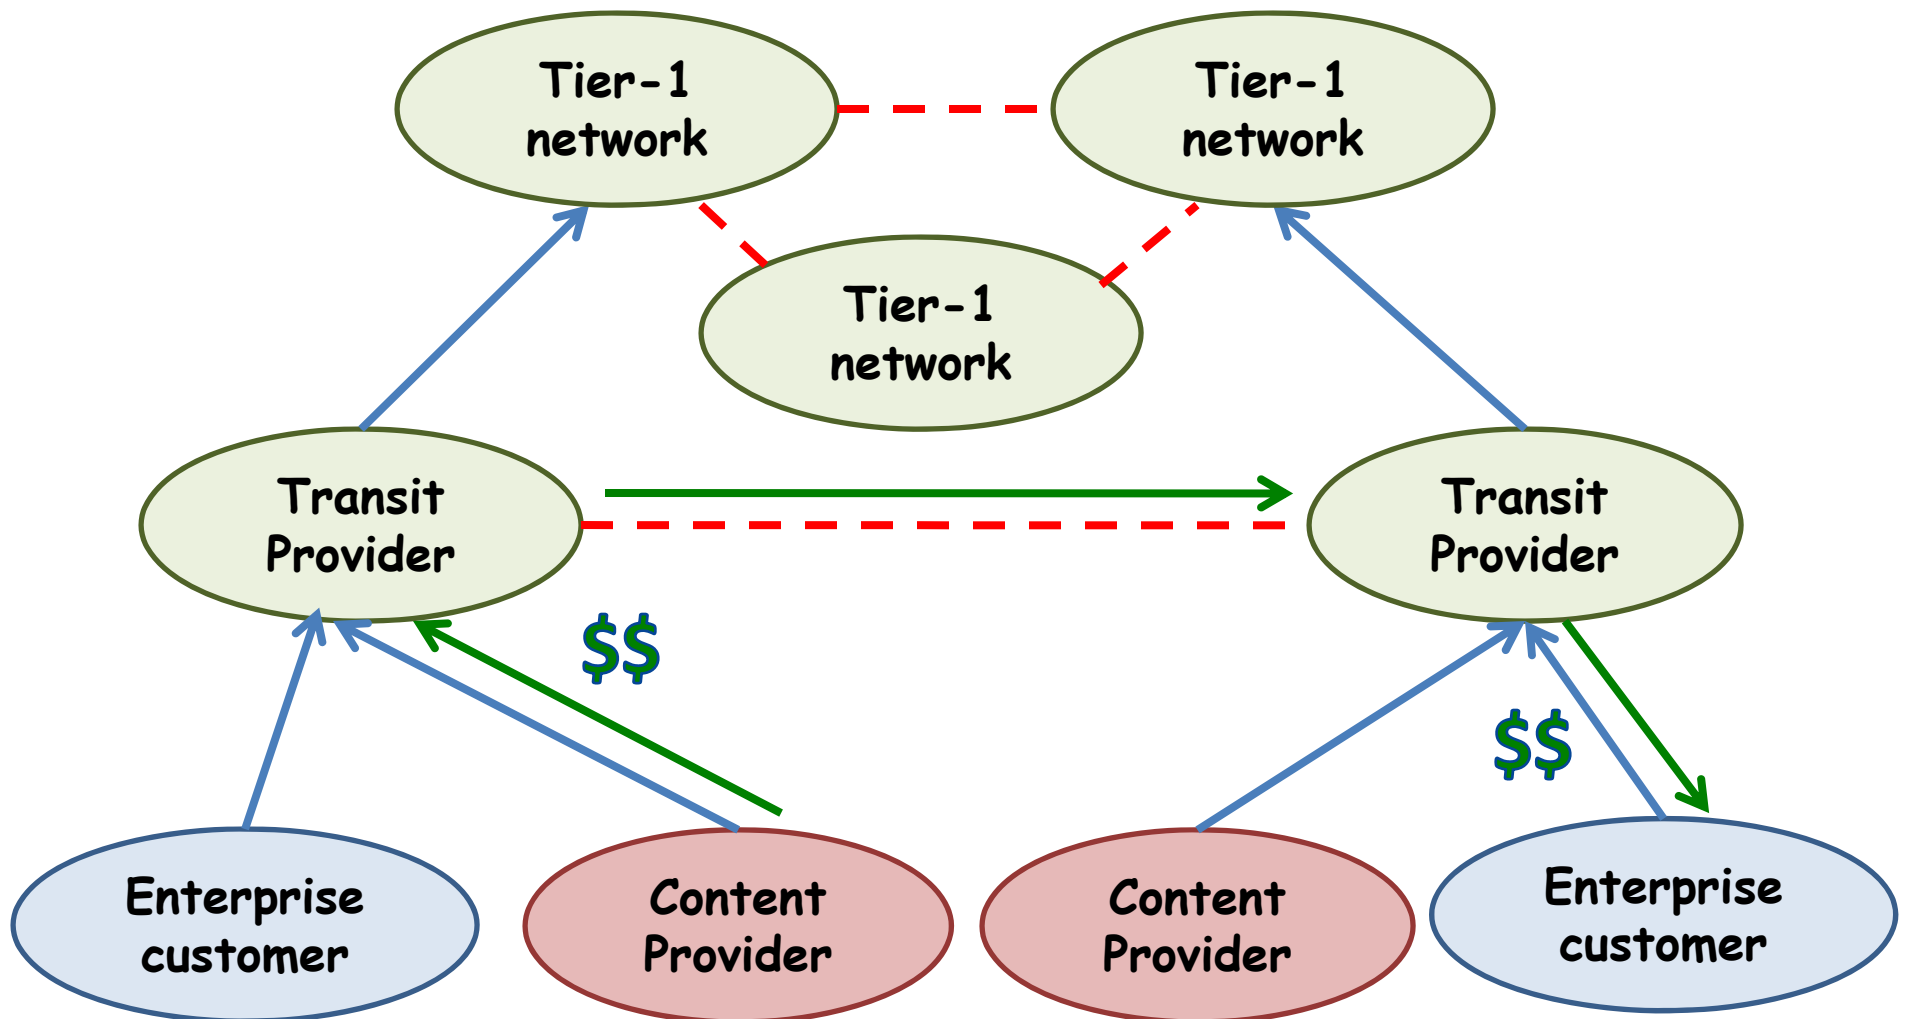 Tier-1
network
Tier-1
network
Tier-1
network
Transit
Provider
Transit
Provider
$$
$$
Enterprise
customer
Content
Provider
Content
Provider
Enterprise
customer